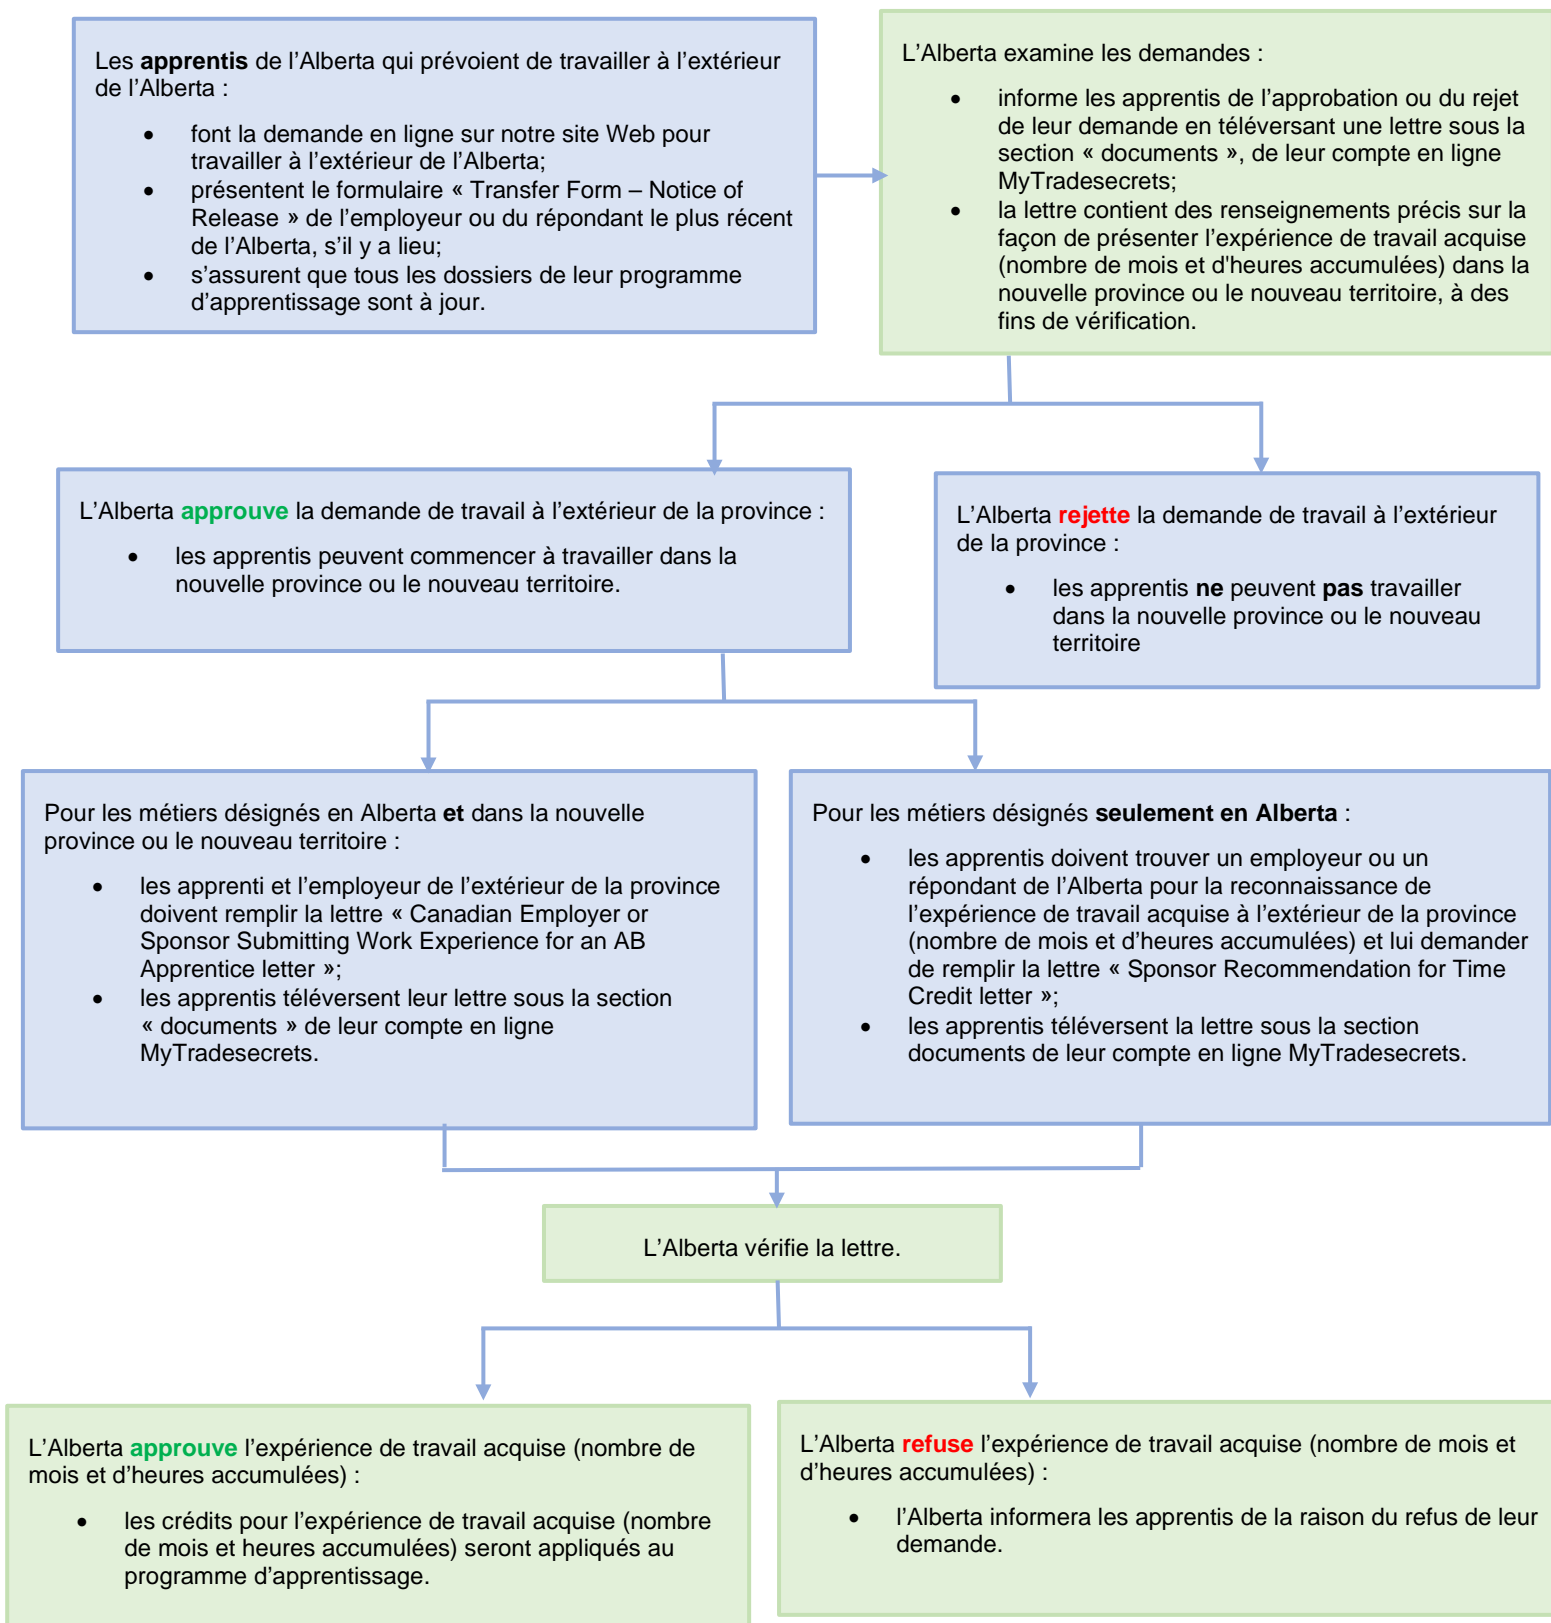 Les apprentis de l’Alberta qui prévoient de travailler à l’extérieur
de l’Alberta :
• font la demande en ligne sur notre site Web pour
travailler à l’extérieur de l’Alberta;
• présentent le formulaire « Transfer Form – Notice of
Release » de l’employeur ou du répondant le plus récent
de l’Alberta, s’il y a lieu;
• s’assurent que tous les dossiers de leur programme
d’apprentissage sont à jour.
L’Alberta examine les demandes :
• informe les apprentis de l’approbation ou du rejet
de leur demande en téléversant une lettre sous la
section « documents », de leur compte en ligne
MyTradesecrets;
• la lettre contient des renseignements précis sur la
façon de présenter l’expérience de travail acquise
(nombre de mois et d'heures accumulées) dans la
nouvelle province ou le nouveau territoire, à des
fins de vérification.
L’Alberta approuve la demande de travail à l’extérieur de la province :
• les apprentis peuvent commencer à travailler dans la
nouvelle province ou le nouveau territoire.
L’Alberta rejette la demande de travail à l’extérieur
de la province :
• les apprentis ne peuvent pas travailler
dans la nouvelle province ou le nouveau
territoire
Pour les métiers désignés en Alberta et dans la nouvelle
province ou le nouveau territoire :
• les apprenti et l’employeur de l’extérieur de la province
doivent remplir la lettre « Canadian Employer or
Sponsor Submitting Work Experience for an AB
Apprentice letter »;
• les apprentis téléversent leur lettre sous la section
« documents » de leur compte en ligne
MyTradesecrets.
Pour les métiers désignés seulement en Alberta :
• les apprentis doivent trouver un employeur ou un
répondant de l’Alberta pour la reconnaissance de
l’expérience de travail acquise à l’extérieur de la province
(nombre de mois et d’heures accumulées) et lui demander
de remplir la lettre « Sponsor Recommendation for Time
Credit letter »;
• les apprentis téléversent la lettre sous la section
documents de leur compte en ligne MyTradesecrets.
L’Alberta vérifie la lettre.
L’Alberta approuve l’expérience de travail acquise (nombre de
mois et d’heures accumulées) :
• les crédits pour l’expérience de travail acquise (nombre
de mois et heures accumulées) seront appliqués au
programme d’apprentissage.
L’Alberta refuse l’expérience de travail acquise (nombre de mois et
d’heures accumulées) :
• l’Alberta informera les apprentis de la raison du refus de leur
demande.